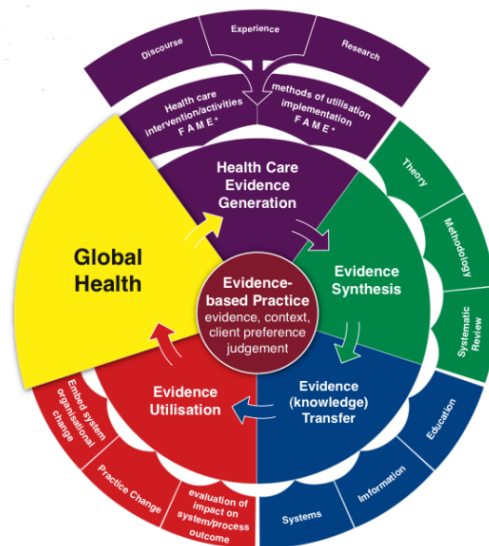 Discourse
Experience
Research
Health care
intervention/activities
F A M E*
methods of utilisation
implementation
F A M E*
Health Care
Evidence
Generation
Theory
Methodology
Systematic
Review
Global
Health
Evidence
Synthesis
Evidence-
based Practice
evidence, context,
client preference
judgement
Evidence
Utilisation
Evidence
(knowledge)
Transfer
Education
Imformation
Systems
Embed system
organisational
change
Practice Change
evaluation of
impact on
system/process
outcome